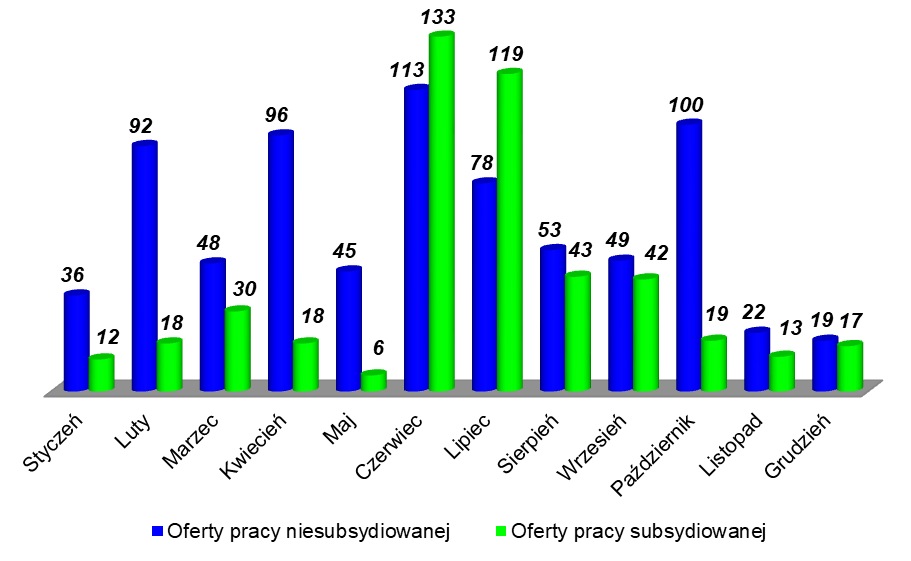 133
119
113
100
96
92
78
53
49
48
45
43
42
36
30
22
19
19
18
18
17
13
12
6
Styczeń
Luty
Marzec
Kwiecień
Maj
Czerwiec
Lipiec
Sierpień
Wrzesień
Październik
Listopad
Grudzień
Oferty pracy niesubsydiowanej
Oferty pracy subsydiowanej